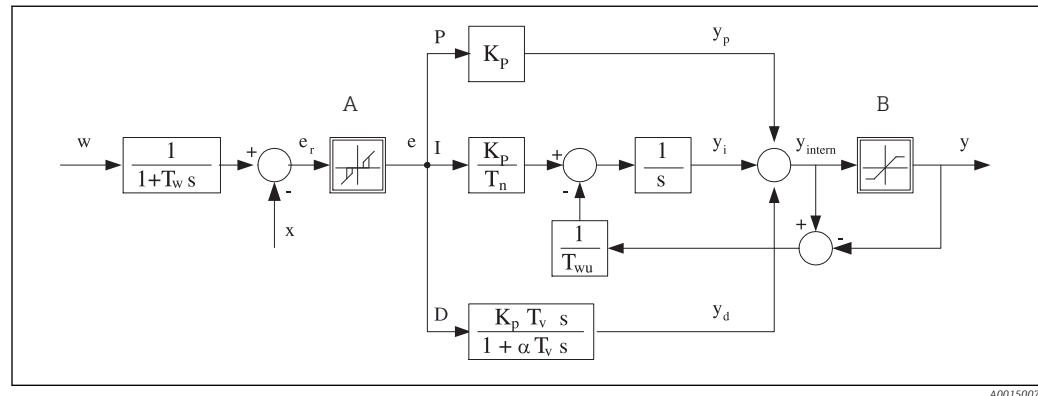 P
K_P
y_p
A
B
w
1
1+T_w s
+
-
e_r
x
e
I
K_P
T_n
+
-
1
s
y_i
y_intern
y
+
-
1
T_wu
D
K_p T_v s
1 + α T_v s
y_d
A0015007